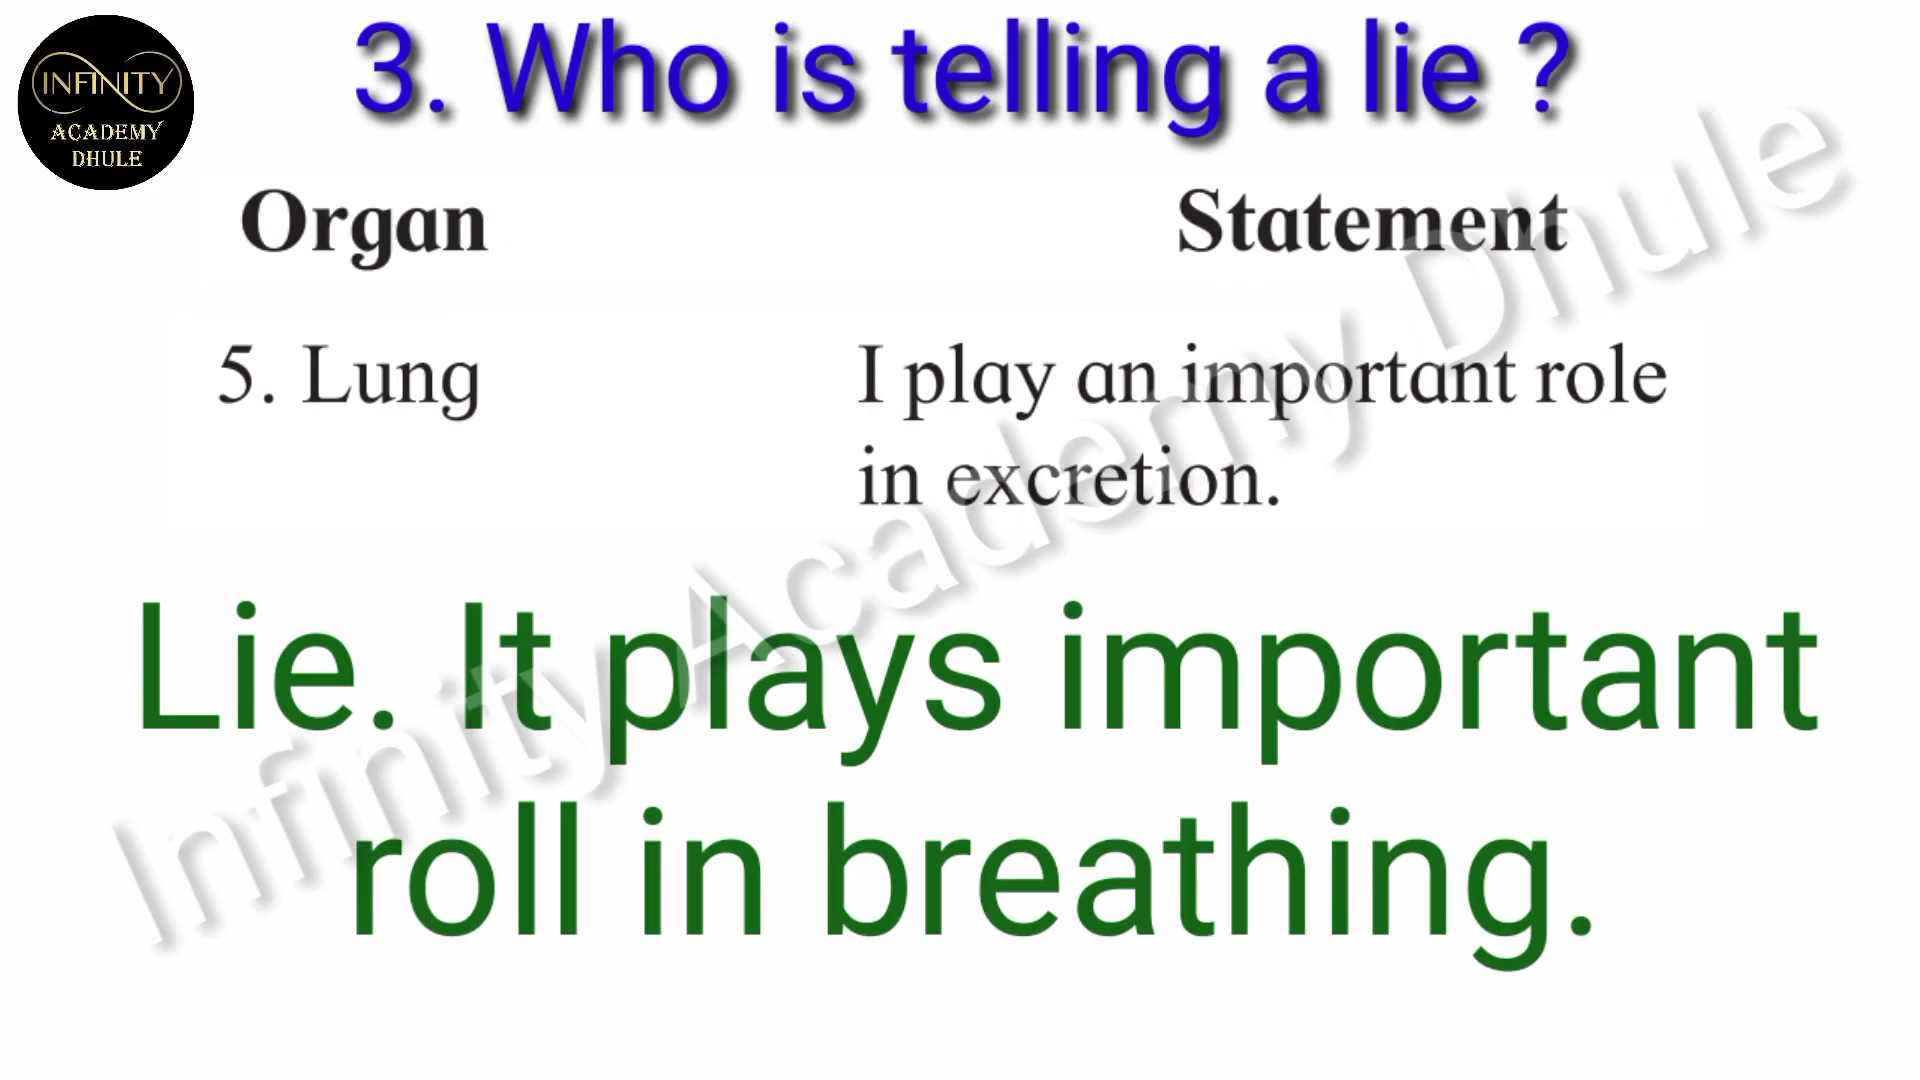 INFINITY
ACADEMY
DHULE
3. Who is telling a lie ?
Organ Statement
5. Lung I play an important role
in excretion.
Lie. It plays important
roll in breathing.
Infinity Academy Dhule